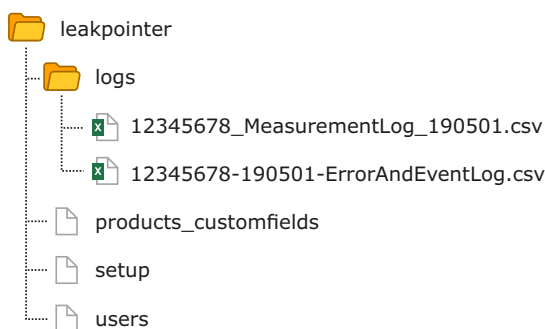 leakpointer
logs
12345678_MeasurementLog_190501.csv
12345678-190501-ErrorAndEventLog.csv
products_customfields
setup
users